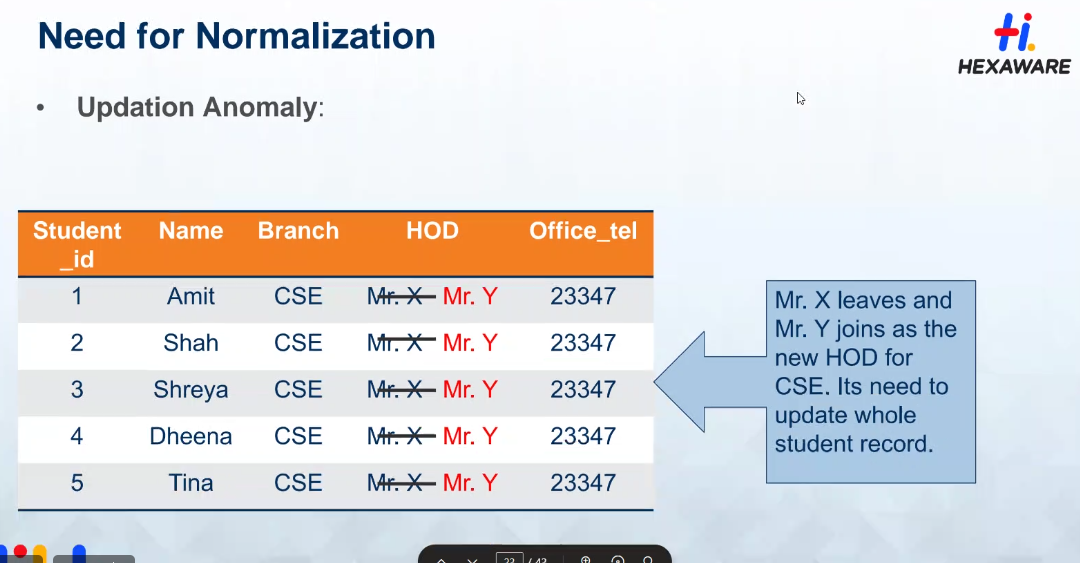 Need for Normalization
Hi.
HEXAWARE
• Updation Anomaly:
Student Name Branch HOD Office_tel
_id
1 Amit CSE Mr. X Mr. Y 23347
2 Shah CSE Mr. X Mr. Y 23347
3 Shreya CSE Mr. X Mr. Y 23347
4 Dheena CSE Mr. X Mr. Y 23347
5 Tina CSE Mr. X Mr. Y 23347
Mr. X leaves and
Mr. Y joins as the
new HOD for
CSE. Its need to
update whole
student record.